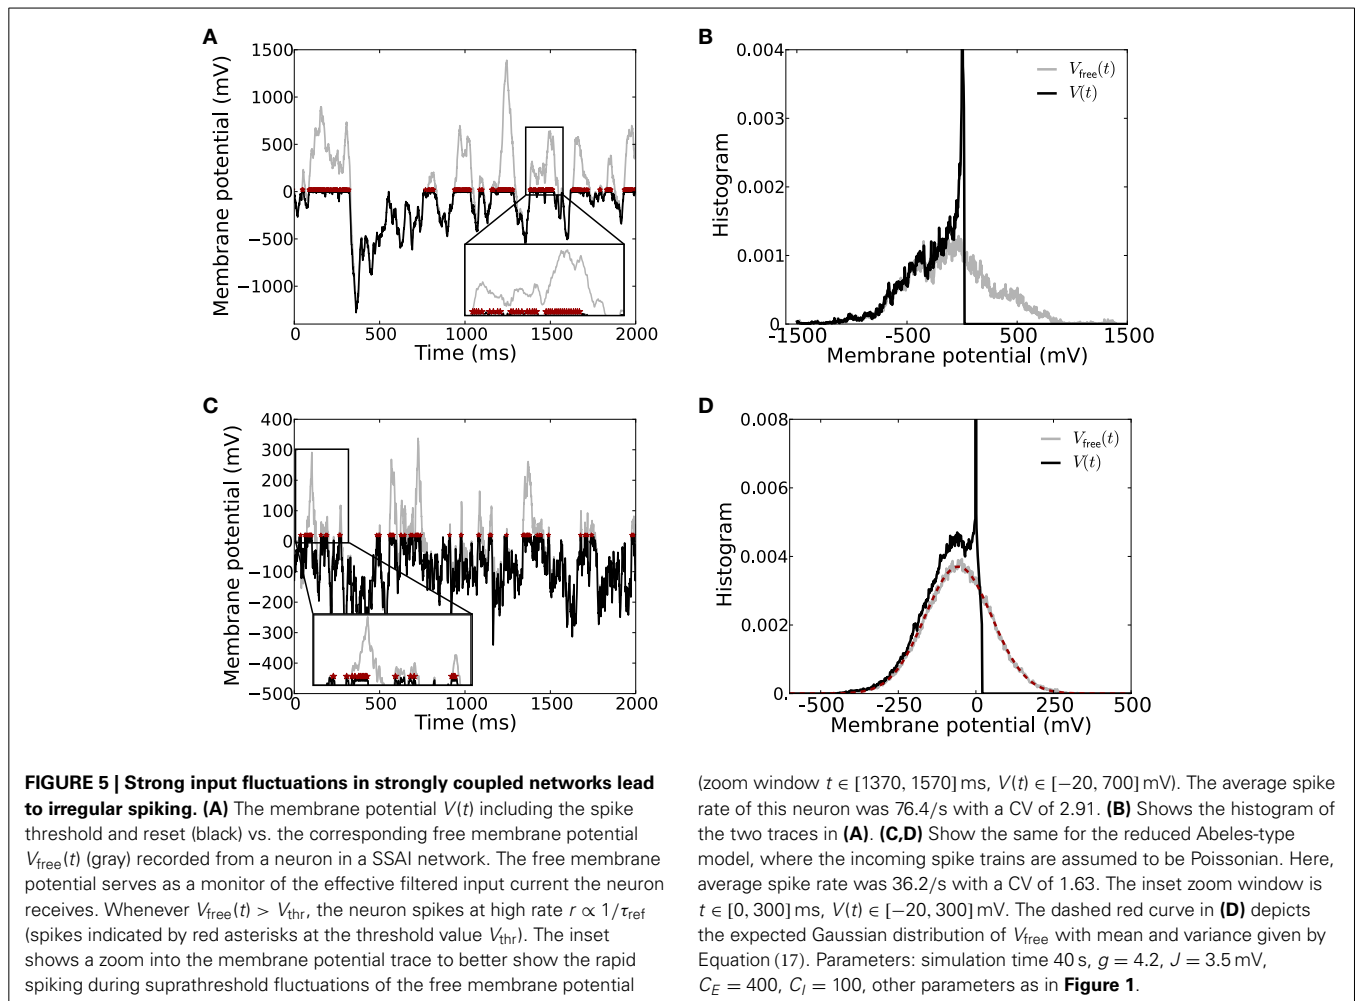 A
1500
1000
500
0
−500
−1000
Membrane potential (mV)
0 500 1000 1500 2000
Time (ms)
B
0.004
0.003
0.002
0.001
0
Histogram
V_free(t)
V(t)
-1500 -500 500 1500
Membrane potential (mV)
C
400
300
200
100
0
−100
−200
−300
−400
−500
Membrane potential (mV)
0 500 1000 1500 2000
Time (ms)
D
0.008
0.006
0.004
0.002
0
Histogram
V_free(t)
V(t)
-500 -250 0 250 500
Membrane potential (mV)
FIGURE 5 | Strong input fluctuations in strongly coupled networks lead
to irregular spiking. (A) The membrane potential V(t) including the spike
threshold and reset (black) vs. the corresponding free membrane potential
V_free(t) (gray) recorded from a neuron in a SSAI network. The free membrane
potential serves as a monitor of the effective filtered input current the neuron
receives. Whenever V_free(t) > V_thr, the neuron spikes at high rate r ∝ 1/τ_ref
(spikes indicated by red asterisks at the threshold value V_thr). The inset
shows a zoom into the membrane potential trace to better show the rapid
spiking during suprathreshold fluctuations of the free membrane potential
(zoom window t ∈ [1370, 1570] ms, V(t) ∈ [−20, 700] mV). The average spike
rate of this neuron was 76.4/s with a CV of 2.91. (B) Shows the histogram of
the two traces in (A). (C,D) Show the same for the reduced Abeles-type
model, where the incoming spike trains are assumed to be Poissonian. Here,
average spike rate was 36.2/s with a CV of 1.63. The inset zoom window is
t ∈ [0, 300] ms, V(t) ∈ [−20, 300] mV. The dashed red curve in (D) depicts
the expected Gaussian distribution of V_free with mean and variance given by
Equation (17). Parameters: simulation time 40 s, g = 4.2, J = 3.5 mV,
C_E = 400, C_I = 100, other parameters as in Figure 1.